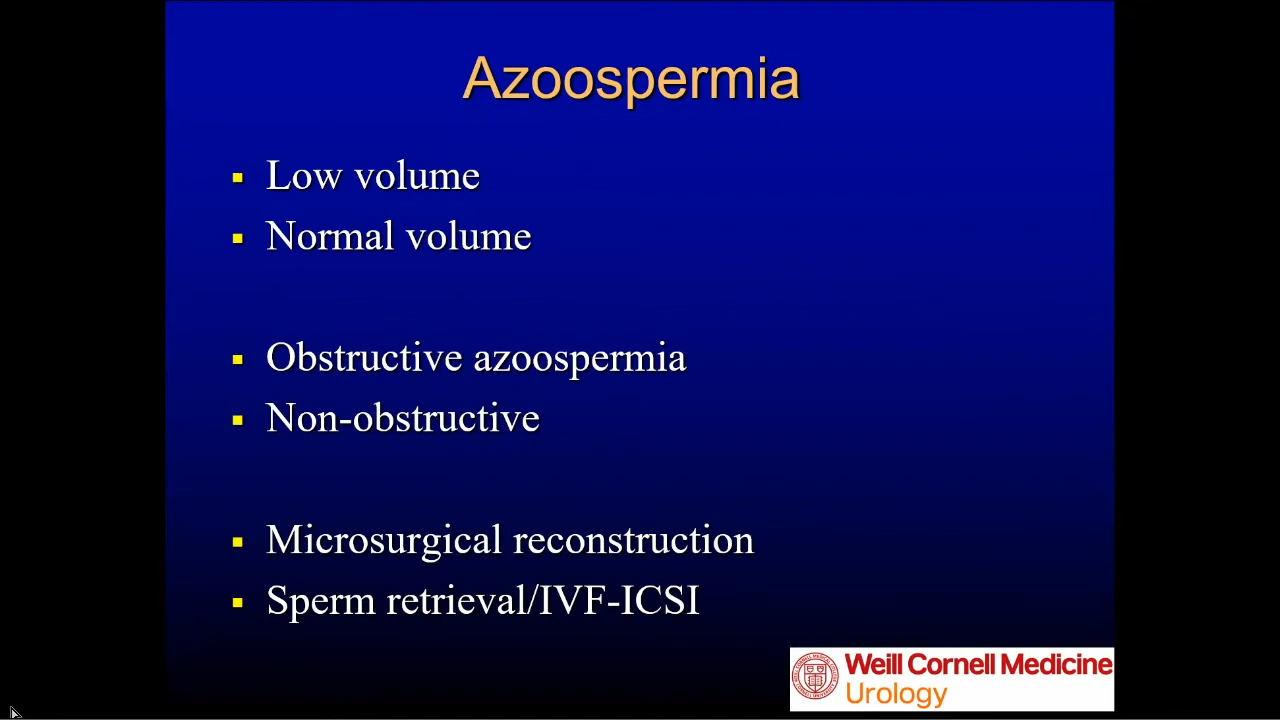 Azoospermia
Low volume
Normal volume
Obstructive azoospermia
Non-obstructive
Microsurgical reconstruction
Sperm retrieval/IVF-ICSI
Weill Cornell Medicine
Urology